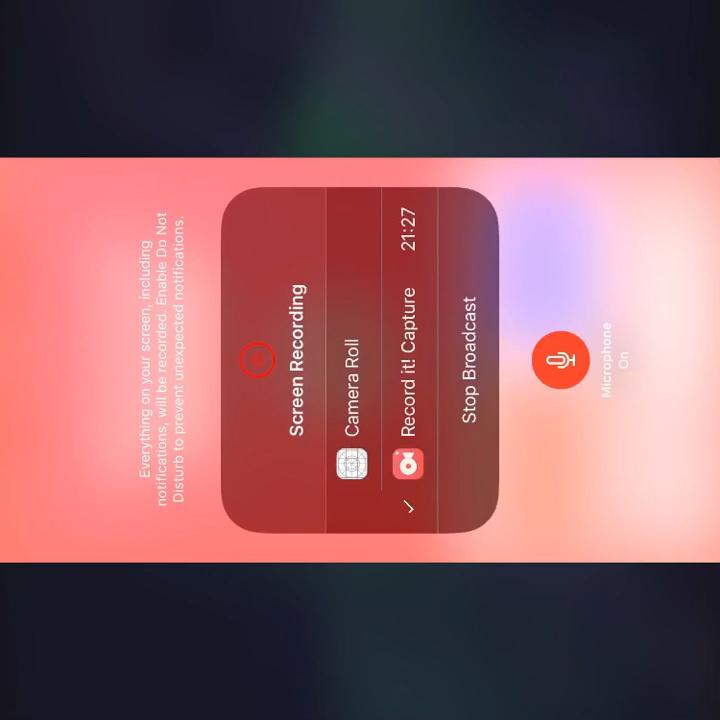 Everything on your screen, including
notifications, will be recorded. Enable Do Not
Disturb to prevent unexpected notifications.
Screen Recording
Camera Roll
Record it! Capture 21:27
Stop Broadcast
Microphone
On